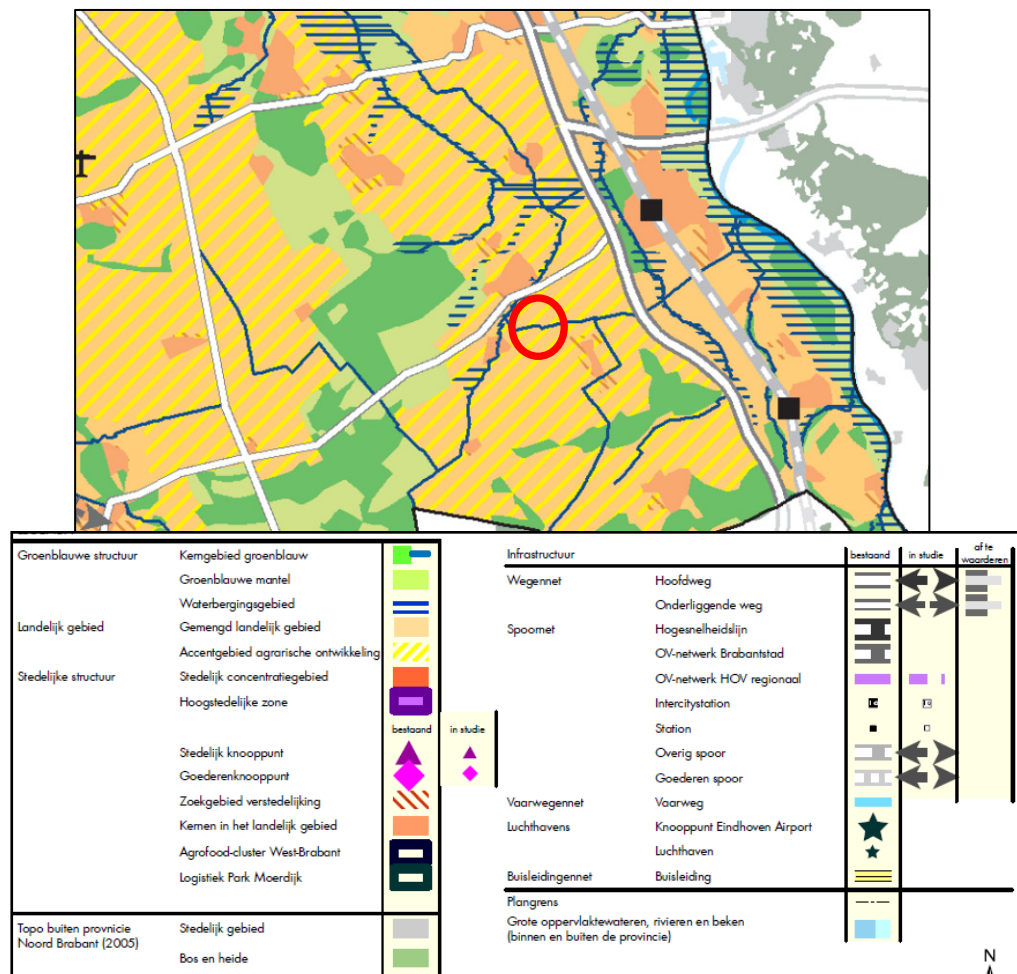 Groenblauwe structuur Kerngebied groenblauw
Groenblauwe mantel
Waterbergingsgebied
Landelijk gebied Gemengd landelijk gebied
Accentgebied agrarische ontwikkeling
Stedelijke structuur Stedelijk concentratiegebied
Hoogstedelijke zone
bestaand in studie
Stedelijk knooppunt
Goederenknooppunt
Zoekgebied verstedelijking
Kernen in het landelijk gebied
Agrofood-cluster West-Brabant
Logistiek Park Moerdijk
Topo buiten provnicie Stedelijk gebied
Noord Brabant (2005)
Bos en heide
Infrastructuur bestaand in studie af te
waarderen
Wegennet Hoofdweg
Onderliggende weg
Spoornet Hogesnelheidslijn
OV-netwerk Brabantstad
OV-netwerk HOV regionaal
Intercitystation
Station
Overig spoor
Goederen spoor
Vaarwegennet Vaarweg
Luchthavens Knooppunt Eindhoven Airport
Luchthaven
Buisleidingennet Buisleiding
Plangrens
Grote oppervlaktewateren, rivieren en beken
(binnen en buiten de provincie)
N